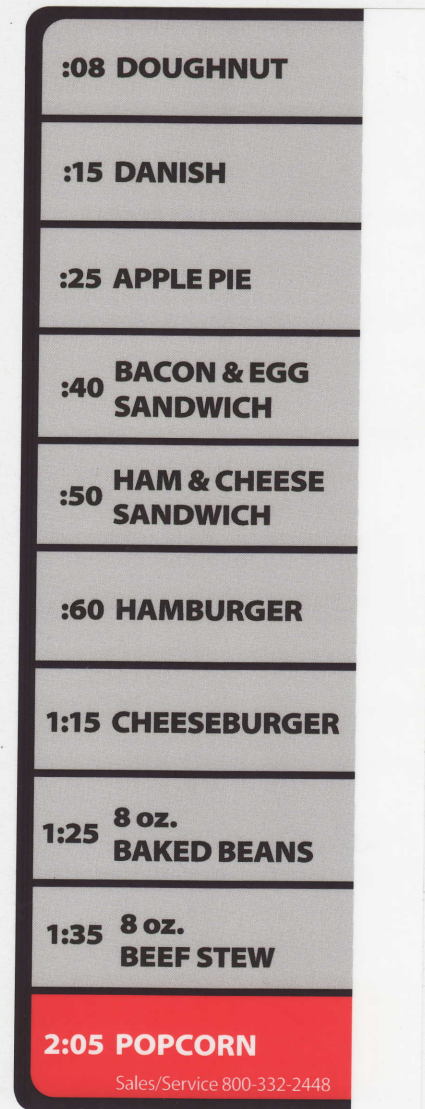 :08 DOUGHNUT
:15 DANISH
:25 APPLE PIE
:40 BACON & EGG
SANDWICH
:50 HAM & CHEESE
SANDWICH
:60 HAMBURGER
1:15 CHEESEBURGER
1:25 8 oz.
BAKED BEANS
1:35 8 oz.
BEEF STEW
2:05 POPCORN
Sales/Service 800-332-2448